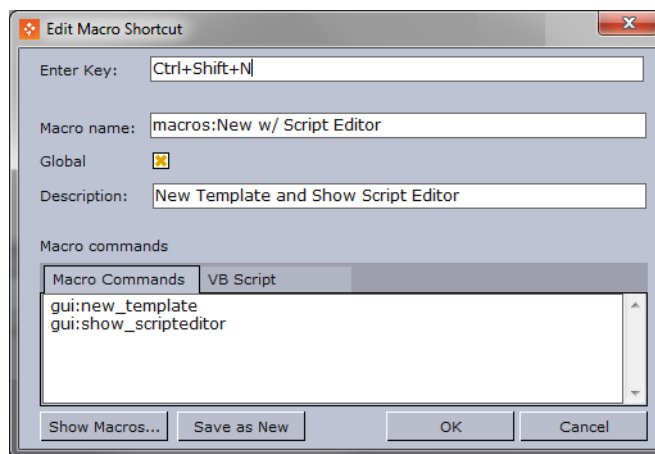 Edit Macro Shortcut
Enter Key: Ctrl+Shift+N
Macro name: macros:New w/ Script Editor
Global
Description: New Template and Show Script Editor
Macro commands
Macro Commands VB Script
gui:new_template
gui:show_scripteditor
Show Macros... Save as New OK Cancel